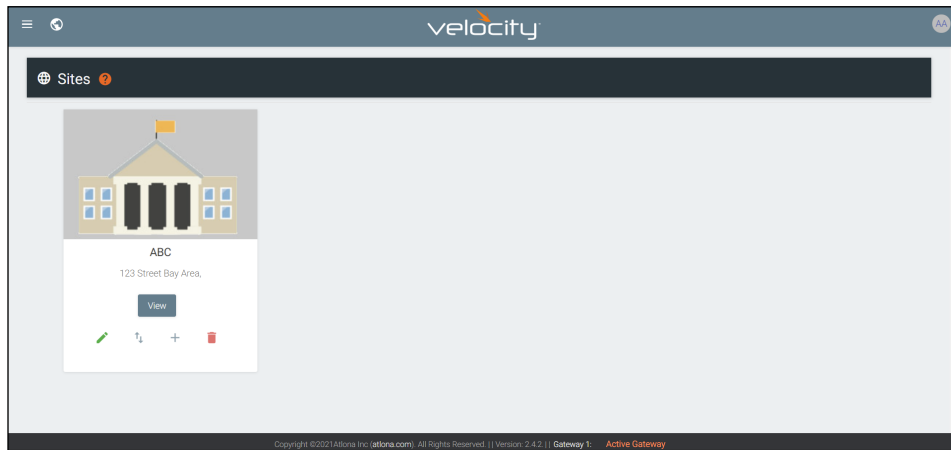 velocity
AA
Sites ?
ABC
123 Street Bay Area,
View
Copyright ©2021Atlona Inc (atlona.com). All Rights Reserved. | | Version: 2.4.2. | | Gateway 1: Active Gateway